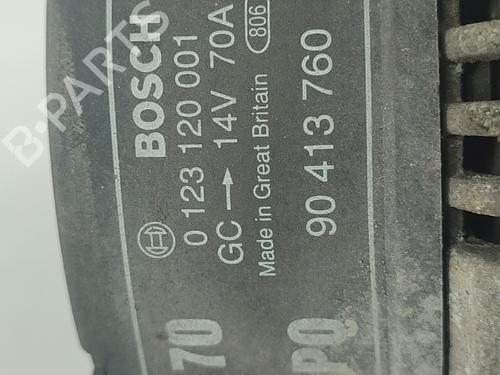 BOSCH
0 123 120 001
GC → 14V 70A
Made in Great Britain 806
90 413 760
70
PO
B-PARTS